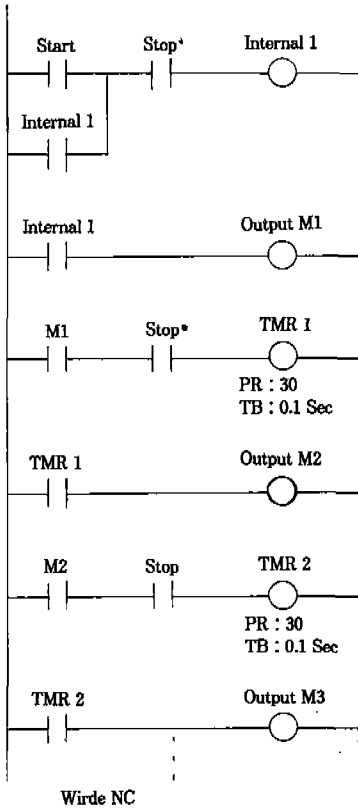 Start Stop* Internal 1
Internal 1
Internal 1 Output M1
M1 Stop* TMR 1
PR : 30
TB : 0.1 Sec
TMR 1 Output M2
M2 Stop TMR 2
PR : 30
TB : 0.1 Sec
TMR 2 Output M3
Wirde NC